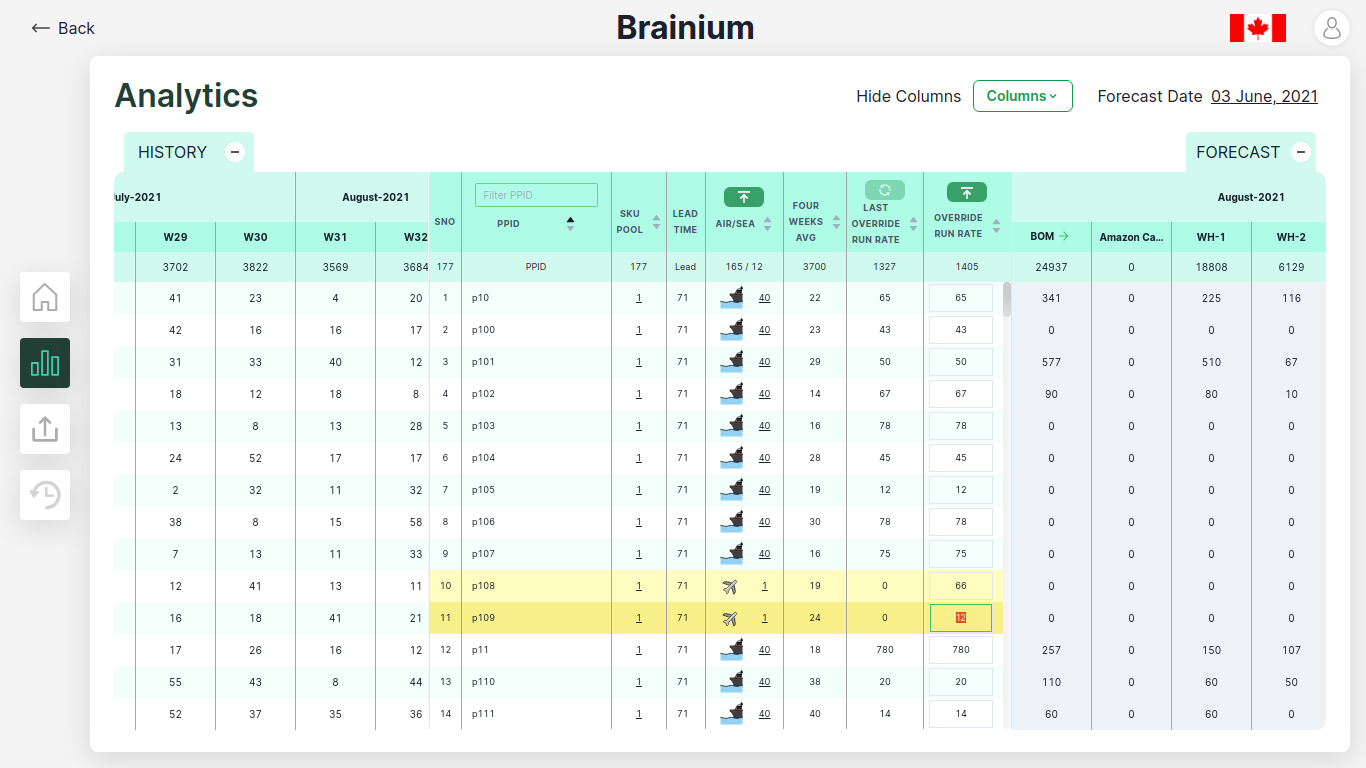 Back
Brainium
Analytics
Hide Columns Columns Forecast Date 03 June, 2021
HISTORY FORECAST
July-2021 August-2021 August-2021
Filter PPID
SNO PPID SKU POOL LEAD TIME AIR/SEA FOUR WEEKS AVG LAST OVERRIDE RUN RATE OVERRIDE RUN RATE
W29 W30 W31 W32 BOM Amazon Ca... WH-1 WH-2
3702 3822 3569 3684 177 PPID 177 Lead 165 / 12 3700 1327 1405 24937 0 18808 6129
41 23 4 20 1 p10 1 71 40 22 65 65 341 0 225 116
42 16 16 17 2 p100 1 71 40 23 43 43 0 0 0 0
31 33 40 12 3 p101 1 71 40 29 50 50 577 0 510 67
18 12 18 8 4 p102 1 71 40 14 67 67 90 0 80 10
13 8 13 28 5 p103 1 71 40 16 78 78 0 0 0 0
24 52 17 17 6 p104 1 71 40 28 45 45 0 0 0 0
2 32 11 32 7 p105 1 71 40 19 12 12 0 0 0 0
38 8 15 58 8 p106 1 71 40 30 78 78 0 0 0 0
7 13 11 33 9 p107 1 71 40 16 75 75 0 0 0 0
12 41 13 11 10 p108 1 71 1 19 0 66 0 0 0 0
16 18 41 21 11 p109 1 71 1 24 0 12 0 0 0 0
17 26 16 12 12 p11 1 71 40 18 780 780 257 0 150 107
55 43 8 44 13 p110 1 71 40 38 20 20 110 0 60 50
52 37 35 36 14 p111 1 71 40 40 14 14 60 0 60 0